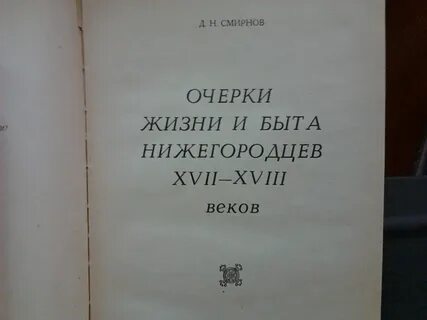 Д. Н. СМИРНОВ
ОЧЕРКИ
ЖИЗНИ И БЫТА
НИЖЕГОРОДЦЕВ
XVII—XVIII
веков